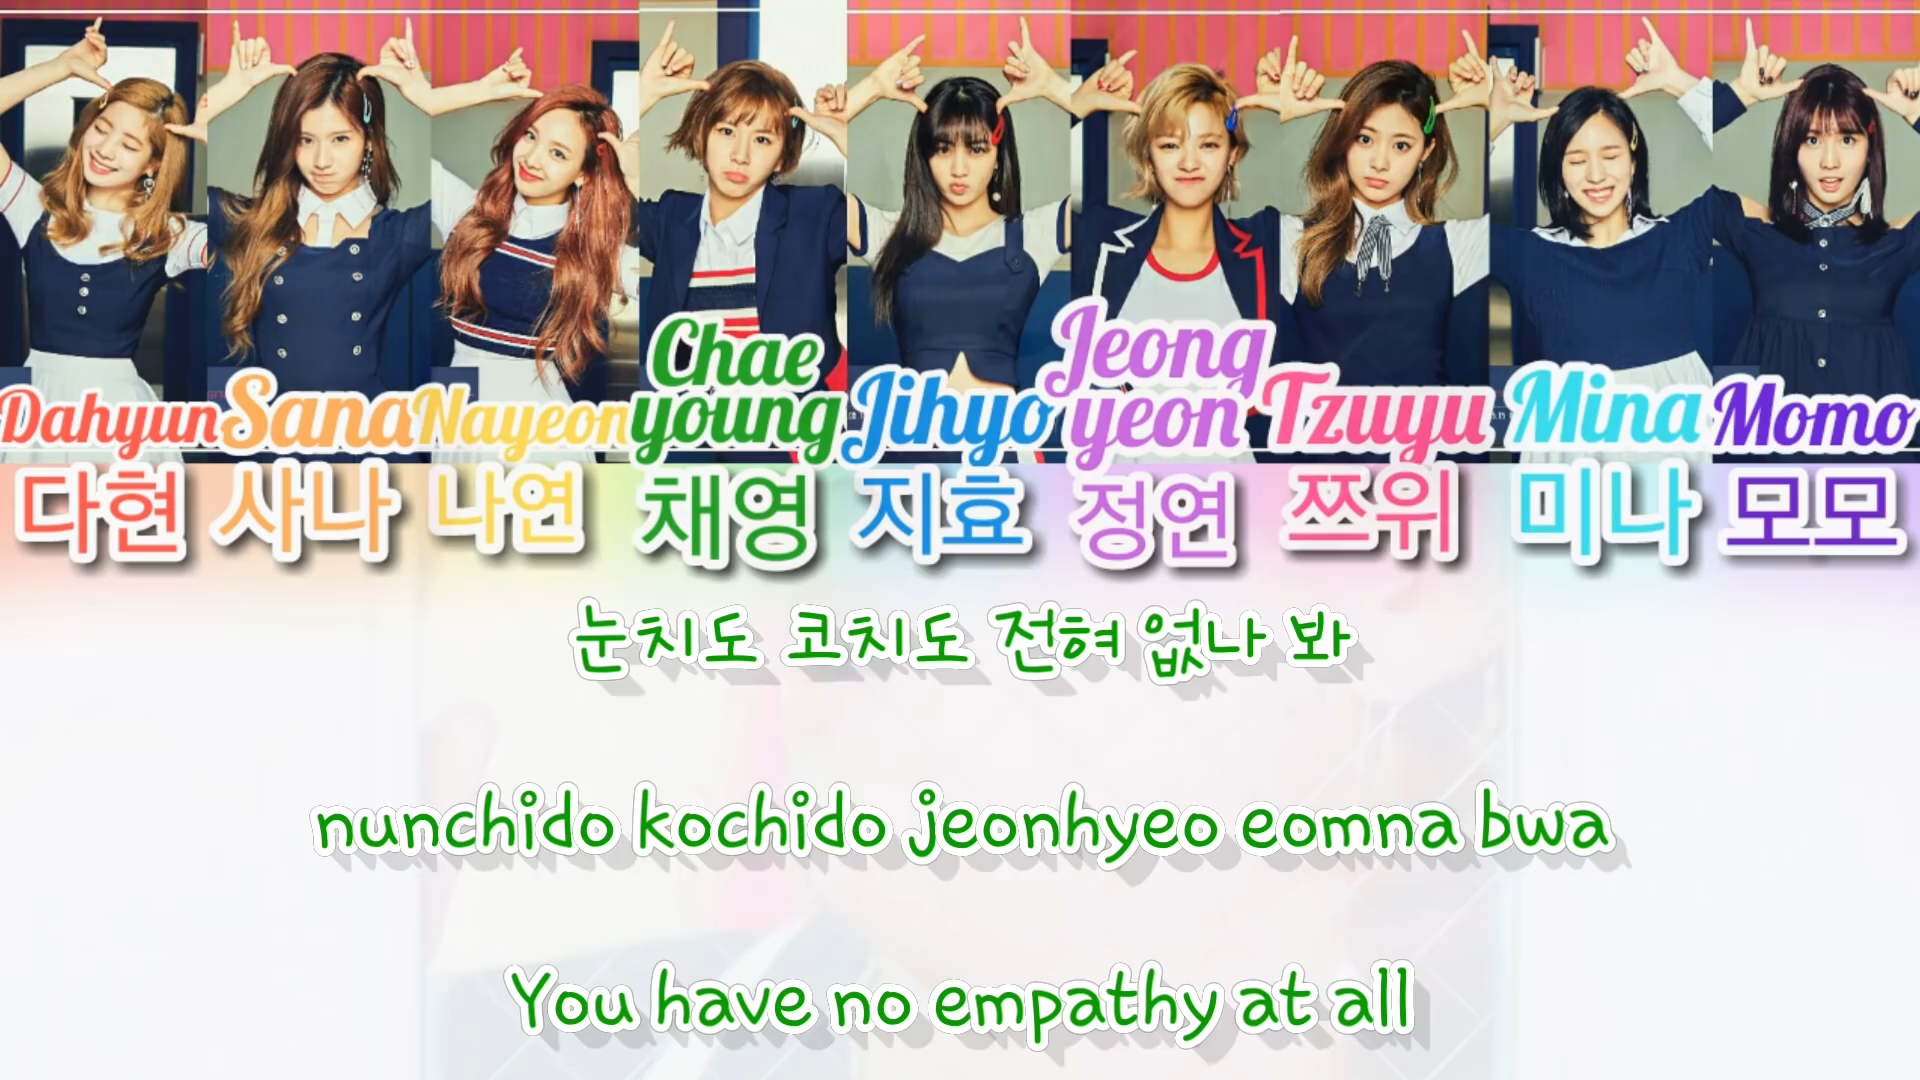 Dahyun Sana Nayeon Chae young Jihyo Jeong yeon Tzuyu Mina Momo
다현 사나 나연 채영 지효 정연 쯔위 미나 모모
눈치도 코치도 전혀 없나 봐
nunchido kochido jeonhyeo eomna bwa
You have no empathy at all